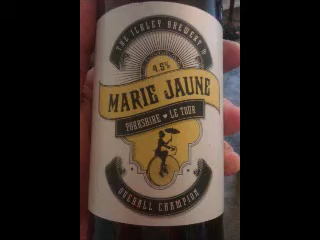 THE ILKLEY BREWERY Co
4.5%
MARIE JAUNE
YORKSHIRE ♥ LE TOUR
OVERALL CHAMPION